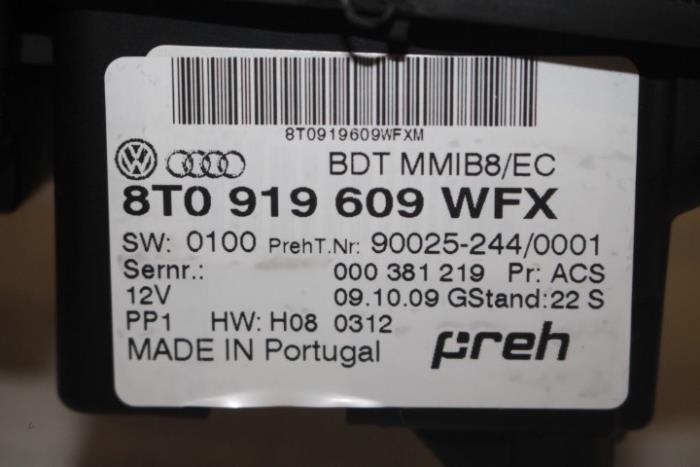 8T0919609WFXM
BDT MMIB8/EC
8T0 919 609 WFX
SW: 0100 PrehT.Nr: 90025-244/0001
Sernr.: 000 381 219 Pr: ACS
12V 09.10.09 GStand:22 S
PP1 HW: H08 0312
MADE IN Portugal preh